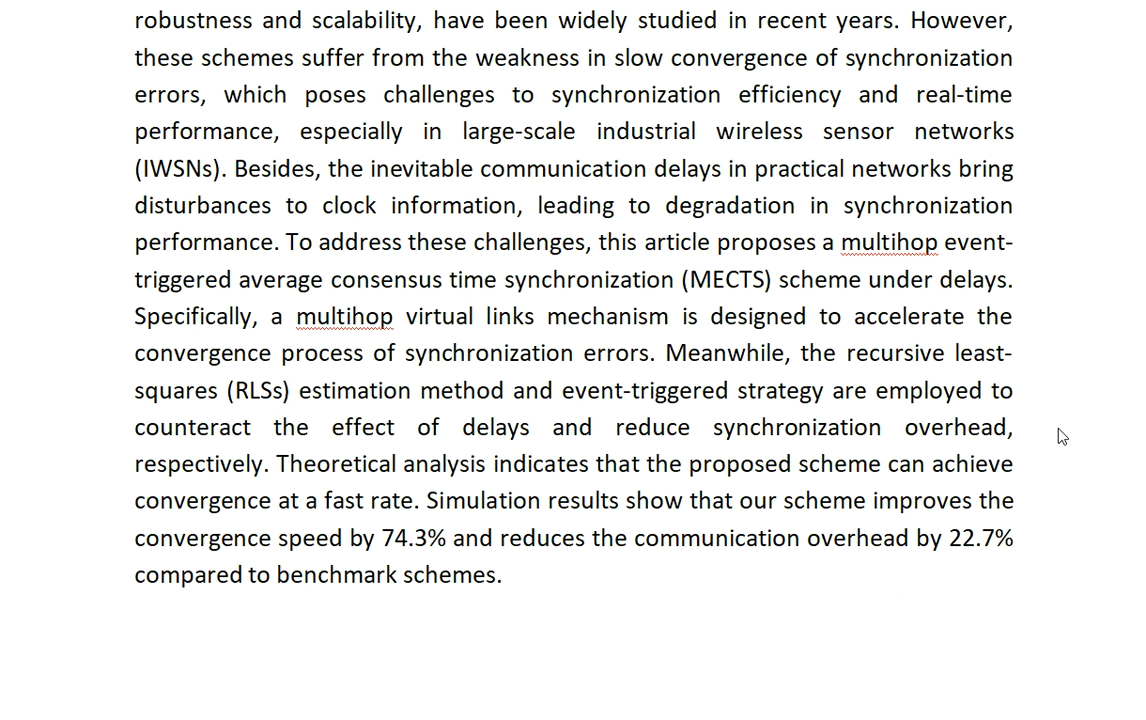 robustness and scalability, have been widely studied in recent years. However,
these schemes suffer from the weakness in slow convergence of synchronization
errors, which poses challenges to synchronization efficiency and real-time
performance, especially in large-scale industrial wireless sensor networks
(IWSNs). Besides, the inevitable communication delays in practical networks bring
disturbances to clock information, leading to degradation in synchronization
performance. To address these challenges, this article proposes a multihop event-
triggered average consensus time synchronization (MECTS) scheme under delays.
Specifically, a multihop virtual links mechanism is designed to accelerate the
convergence process of synchronization errors. Meanwhile, the recursive least-
squares (RLSs) estimation method and event-triggered strategy are employed to
counteract the effect of delays and reduce synchronization overhead,
respectively. Theoretical analysis indicates that the proposed scheme can achieve
convergence at a fast rate. Simulation results show that our scheme improves the
convergence speed by 74.3% and reduces the communication overhead by 22.7%
compared to benchmark schemes.